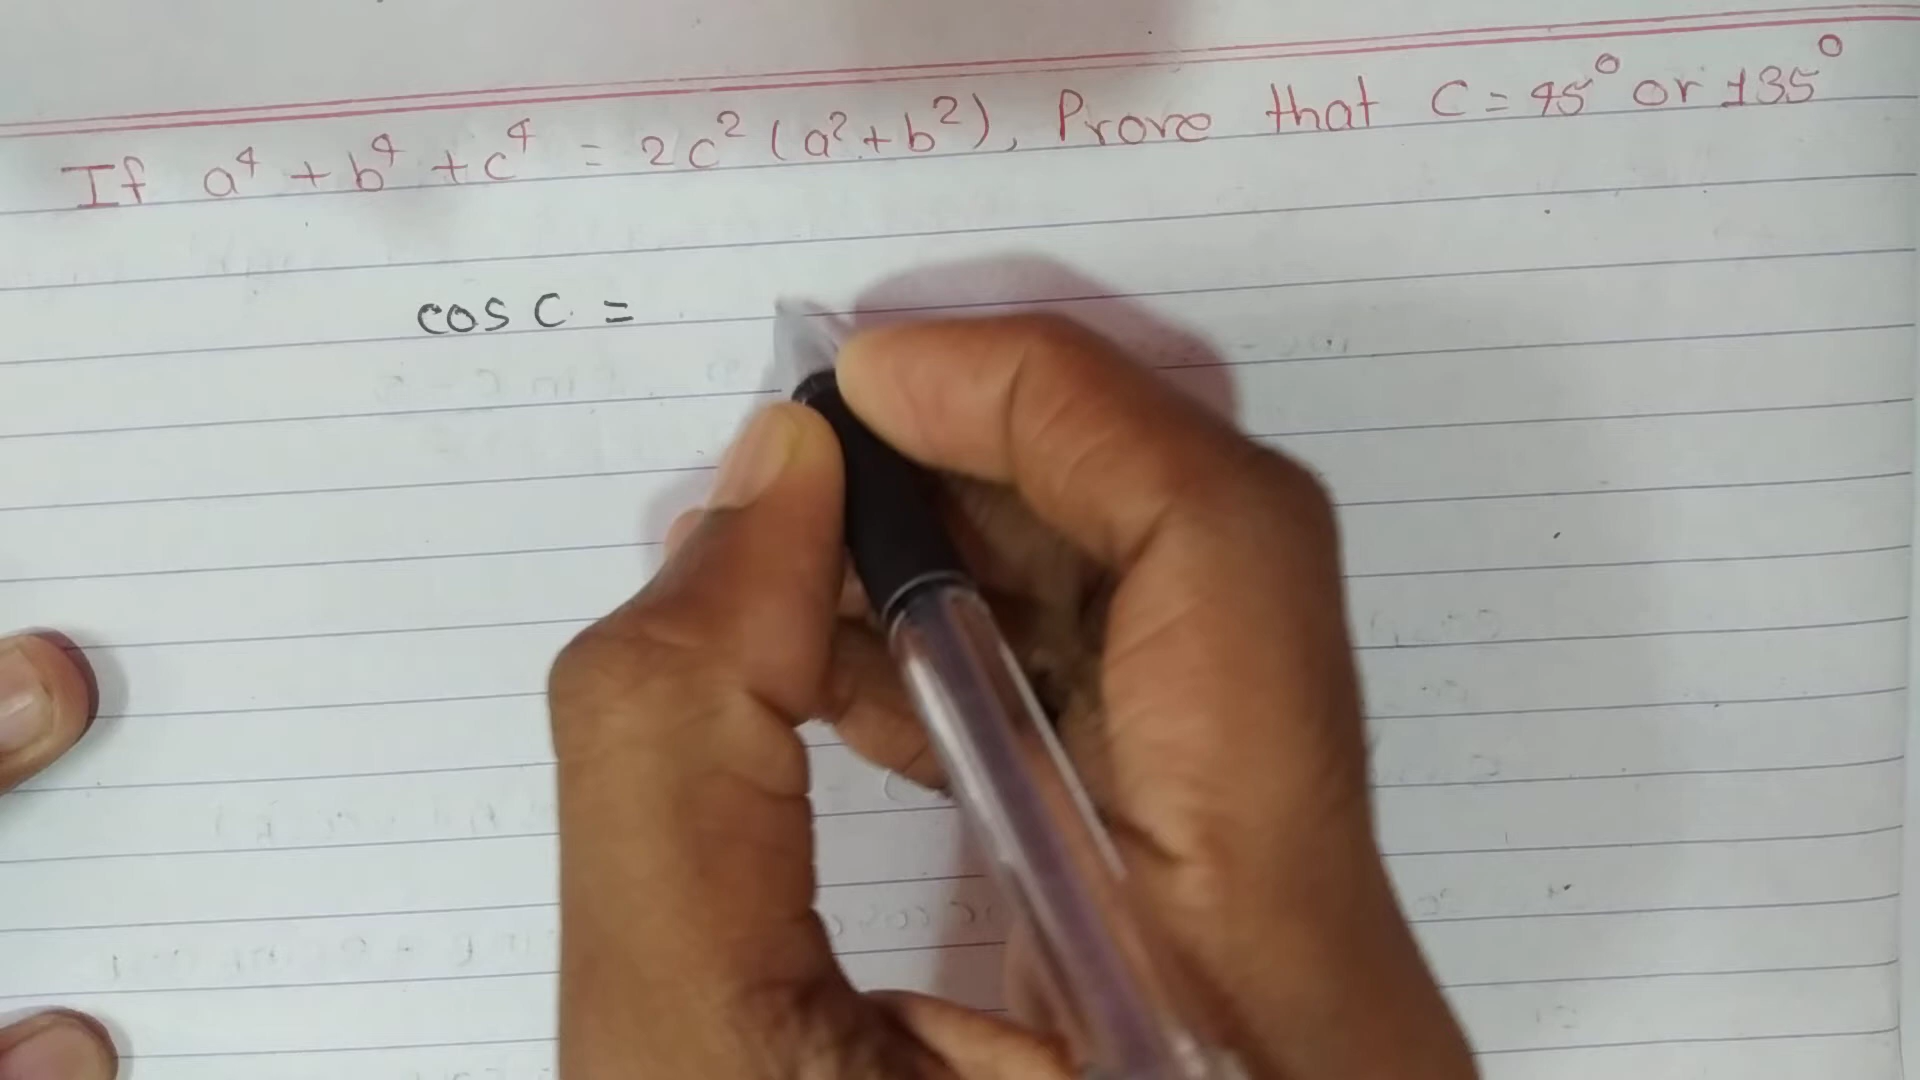 If a⁴ + b⁴ + c⁴ = 2c² (a² + b²), Prove that C = 45° or 135°
cos C =